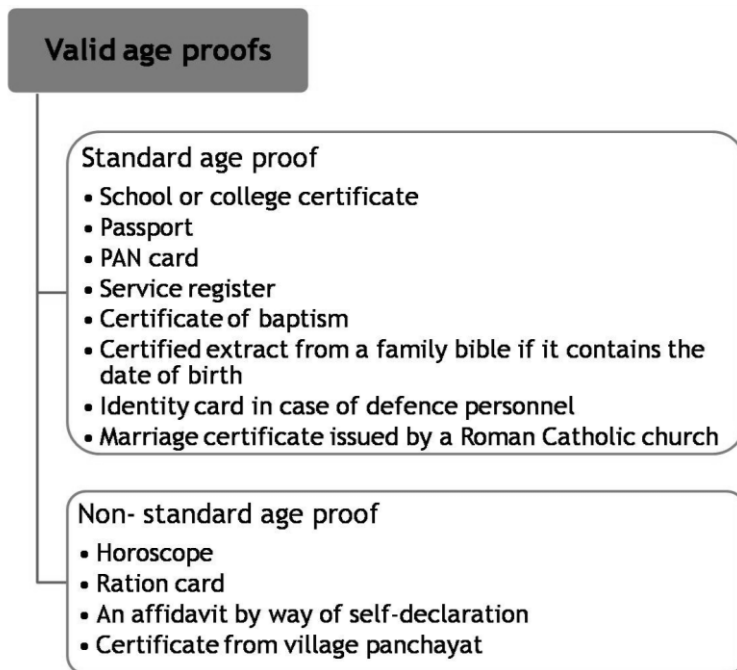 Valid age proofs
Standard age proof
• School or college certificate
• Passport
• PAN card
• Service register
• Certificate of baptism
• Certified extract from a family bible if it contains the
date of birth
• Identity card in case of defence personnel
• Marriage certificate issued by a Roman Catholic church
Non- standard age proof
• Horoscope
• Ration card
• An affidavit by way of self-declaration
• Certificate from village panchayat